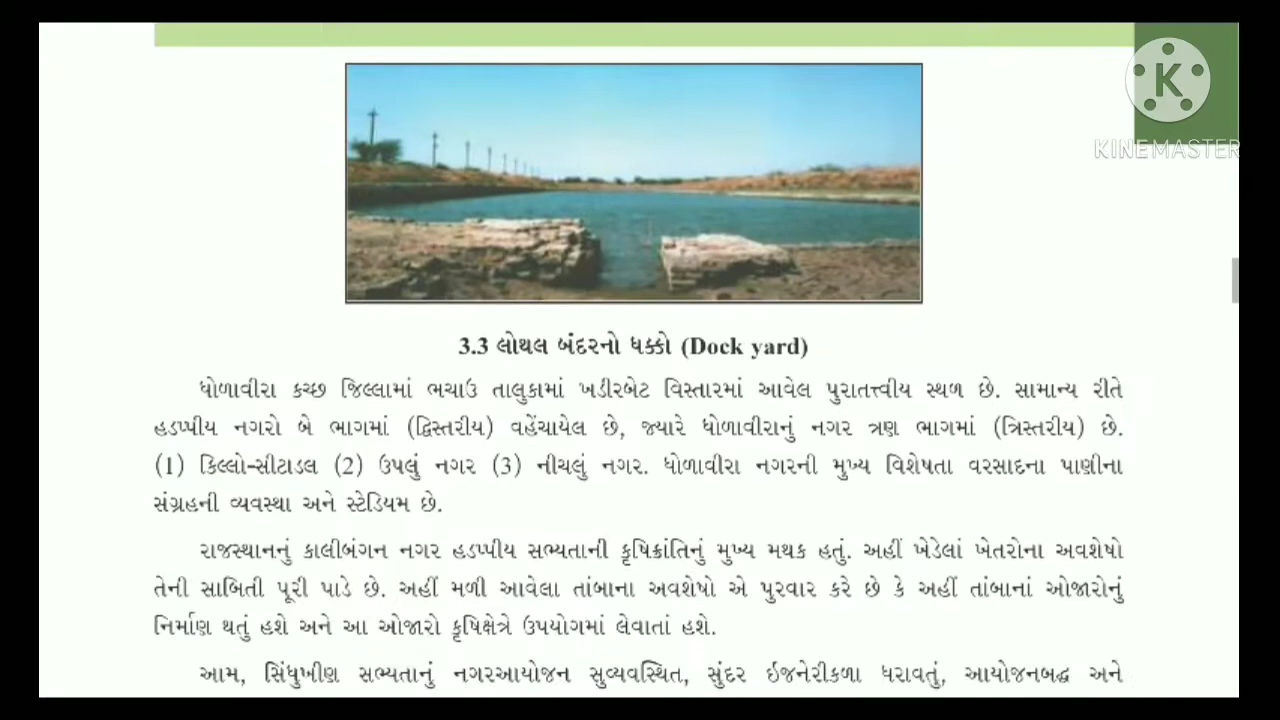 KINEMASTER
3.3 લોથલ બંદરનો ધક્કો (Dock yard)
ધોળાવીરા કચ્છ જિલ્લામાં ભચાઉ તાલુકામાં ખડીરબેટ વિસ્તારમાં આવેલ પુરાતત્ત્વીય સ્થળ છે. સામાન્ય રીતે
હડપ્પીય નગરો બે ભાગમાં (દ્વિસ્તરીય) વહેંચાયેલ છે, જ્યારે ધોળાવીરાનું નગર ત્રણ ભાગમાં (ત્રિસ્તરીય) છે.
(1) કિલ્લો-સીટાડલ (2) ઉપલું નગર (3) નીચલું નગર. ધોળાવીરા નગરની મુખ્ય વિશેષતા વરસાદના પાણીના
સંગ્રહની વ્યવસ્થા અને સ્ટેડિયમ છે.
રાજસ્થાનનું કાલીબંગન નગર હડપ્પીય સભ્યતાની કૃષિક્રાંતિનું મુખ્ય મથક હતું. અહીં ખેડેલાં ખેતરોના અવશેષો
તેની સાબિતી પૂરી પાડે છે. અહીં મળી આવેલા તાંબાના અવશેષો એ પુરવાર કરે છે કે અહીં તાંબાનાં ઓજારોનું
નિર્માણ થતું હશે અને આ ઓજારો કૃષિક્ષેત્રે ઉપયોગમાં લેવાતાં હશે.
આમ, સિંધુખીણ સભ્યતાનું નગરઆયોજન સુવ્યવસ્થિત, સુંદર ઈજનેરીકળા ધરાવતું, આયોજનબદ્ધ અને